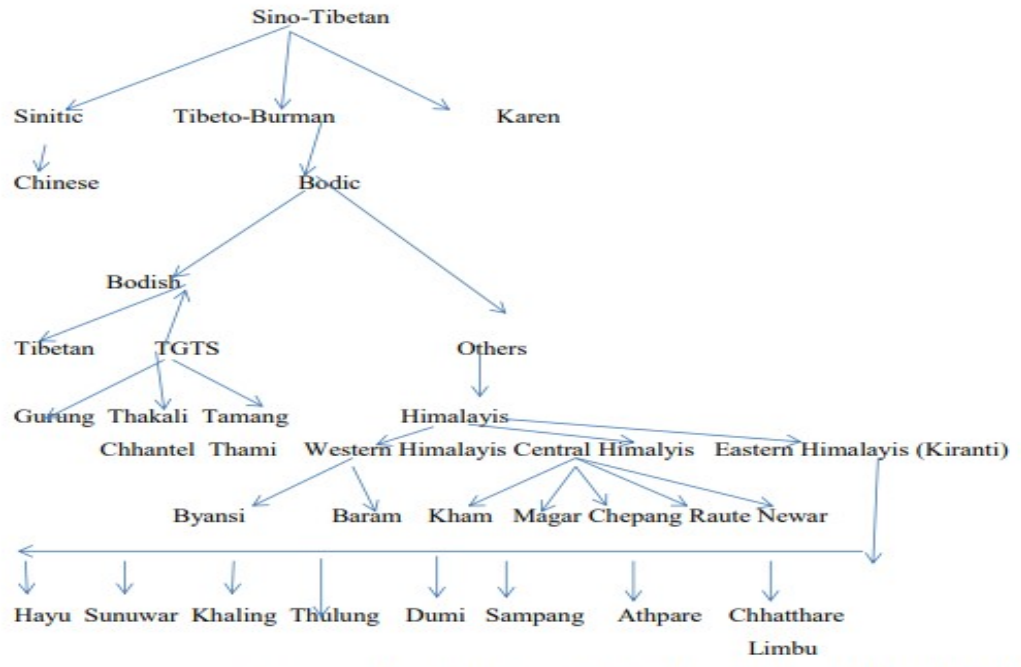 Sino-Tibetan
Sinitic Tibeto-Burman Karen
Chinese Bodic
Bodish
Tibetan TGTS Others
Gurung Thakali Tamang Himalayis
Chhantel Thami Western Himalayis Central Himalyis Eastern Himalayis (Kiranti)
Byansi Baram Kham Magar Chepang Raute Newar
Hayu Sunuwar Khaling Thulung Dumi Sampang Athpare Chhatthare
Limbu